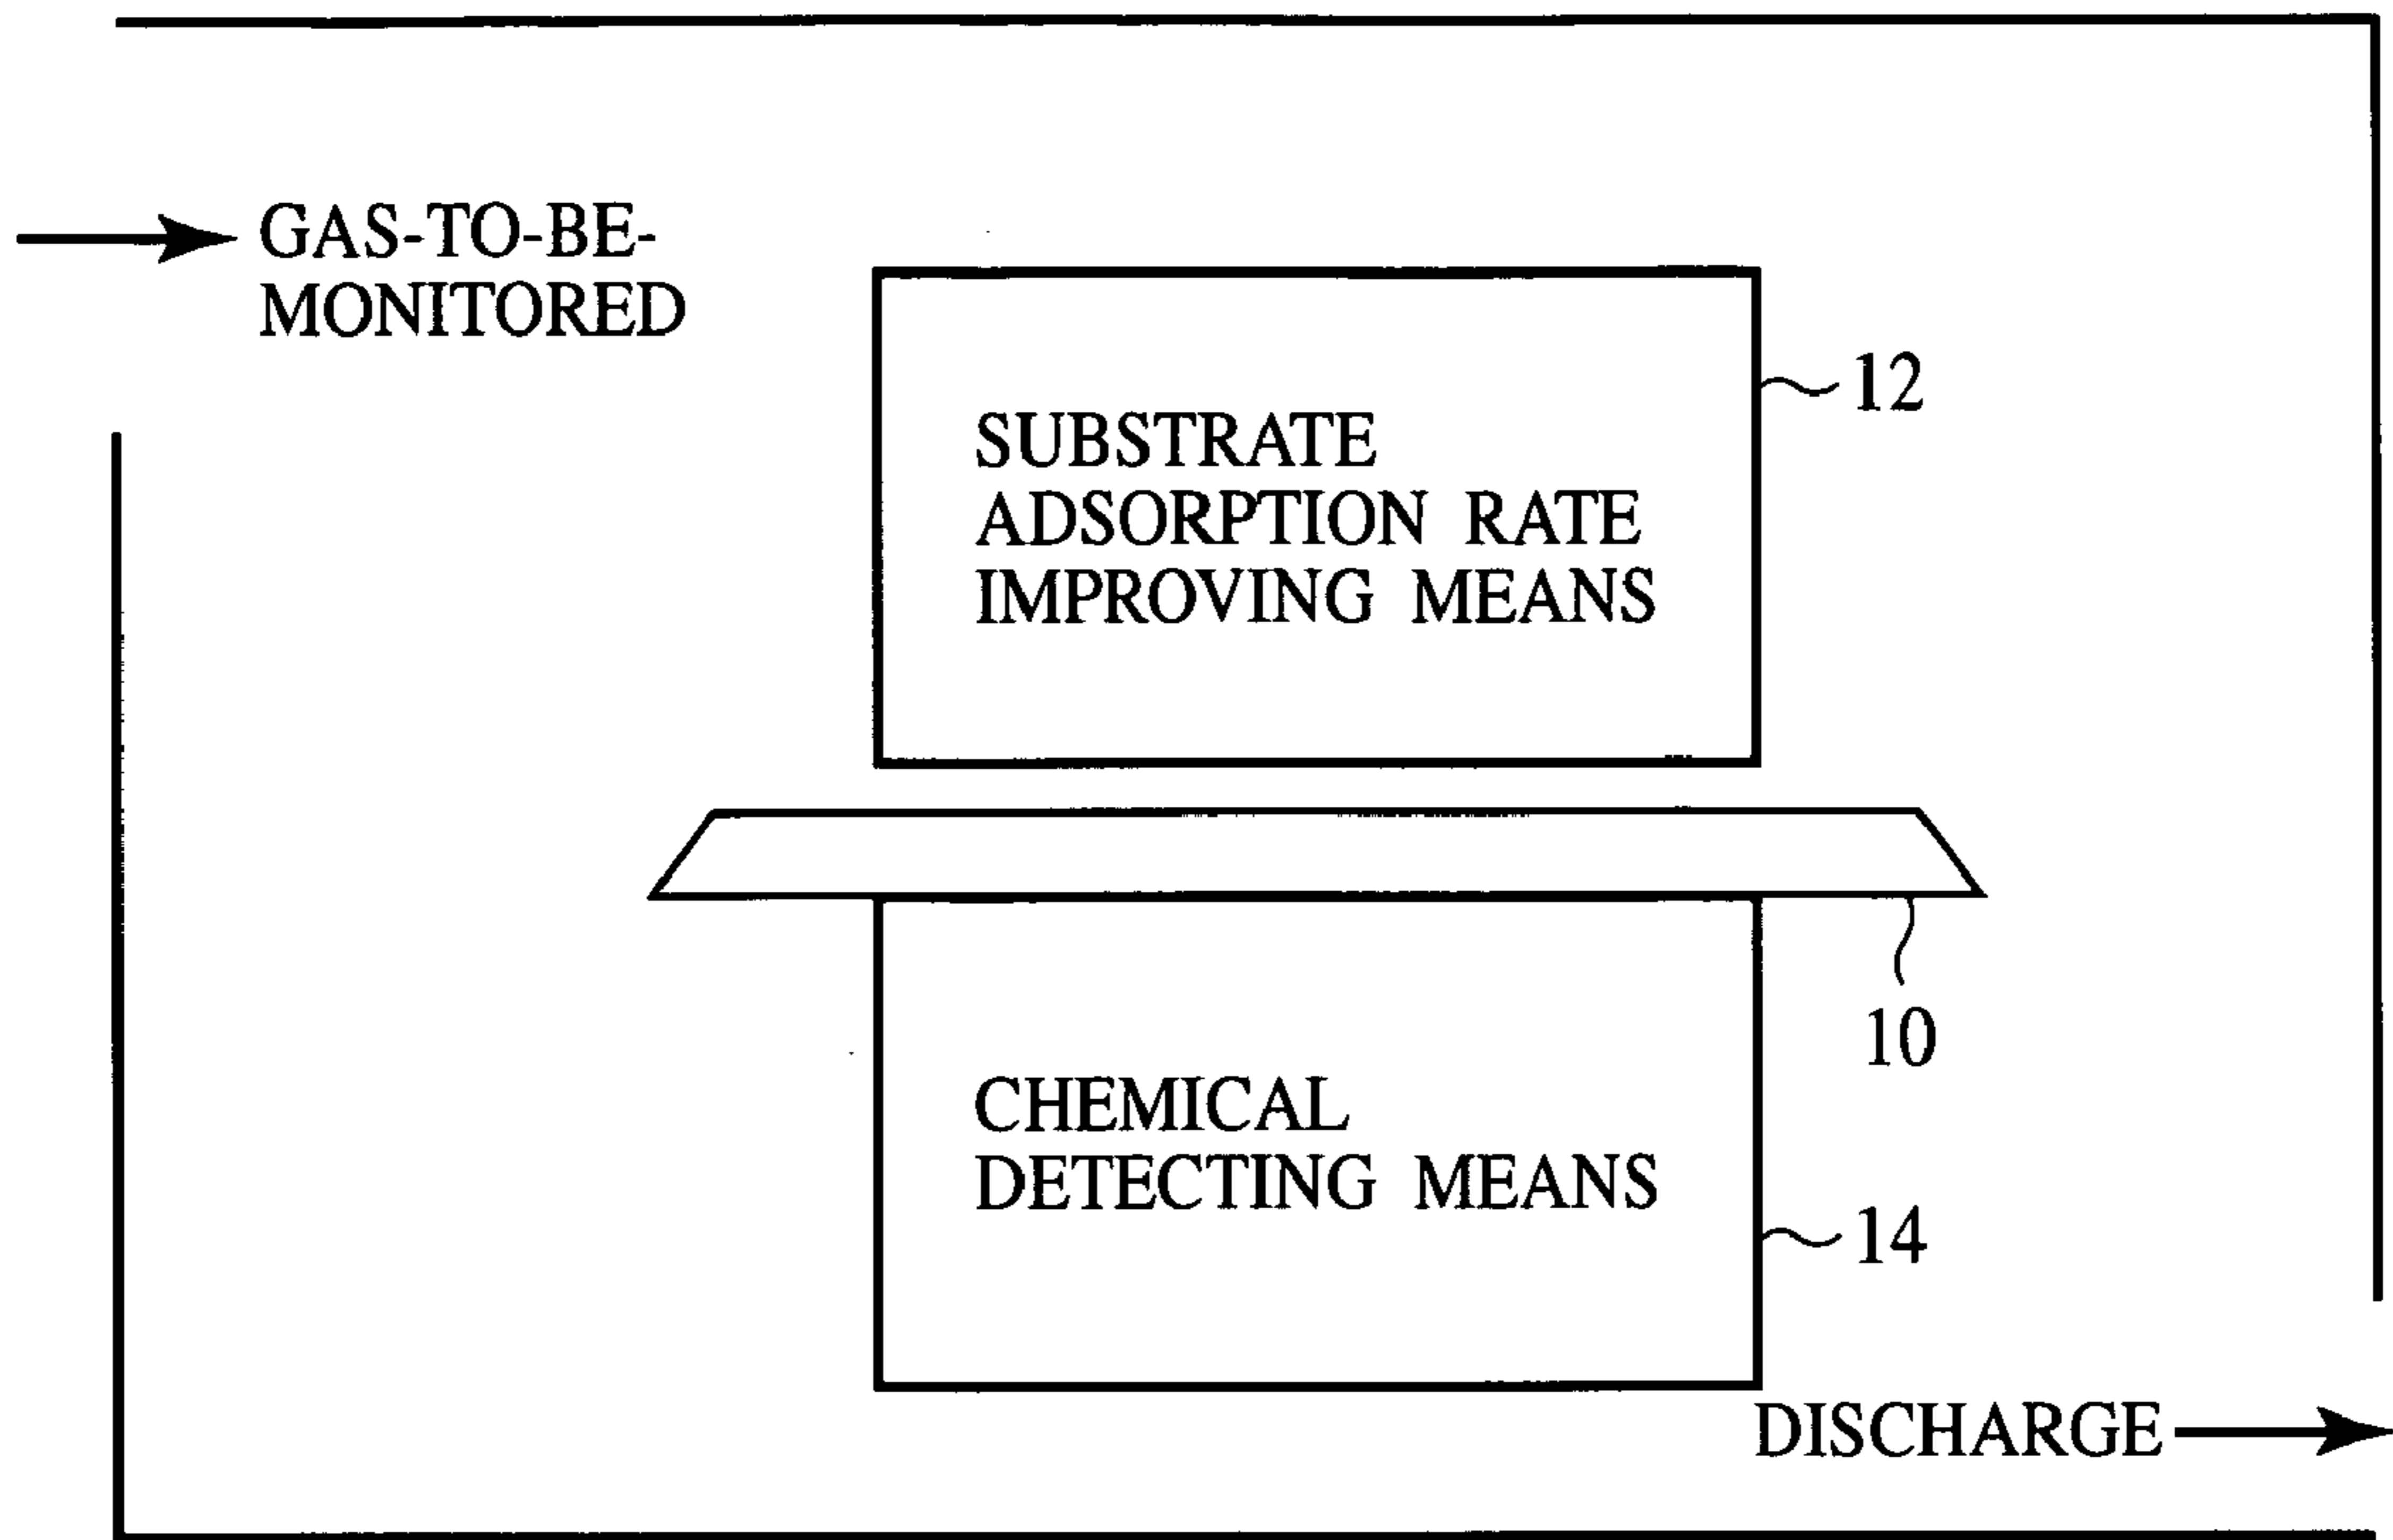 GAS-TO-BE-
MONITORED
12
SUBSTRATE
ADSORPTION RATE
IMPROVING MEANS
10
CHEMICAL
DETECTING MEANS
14
DISCHARGE